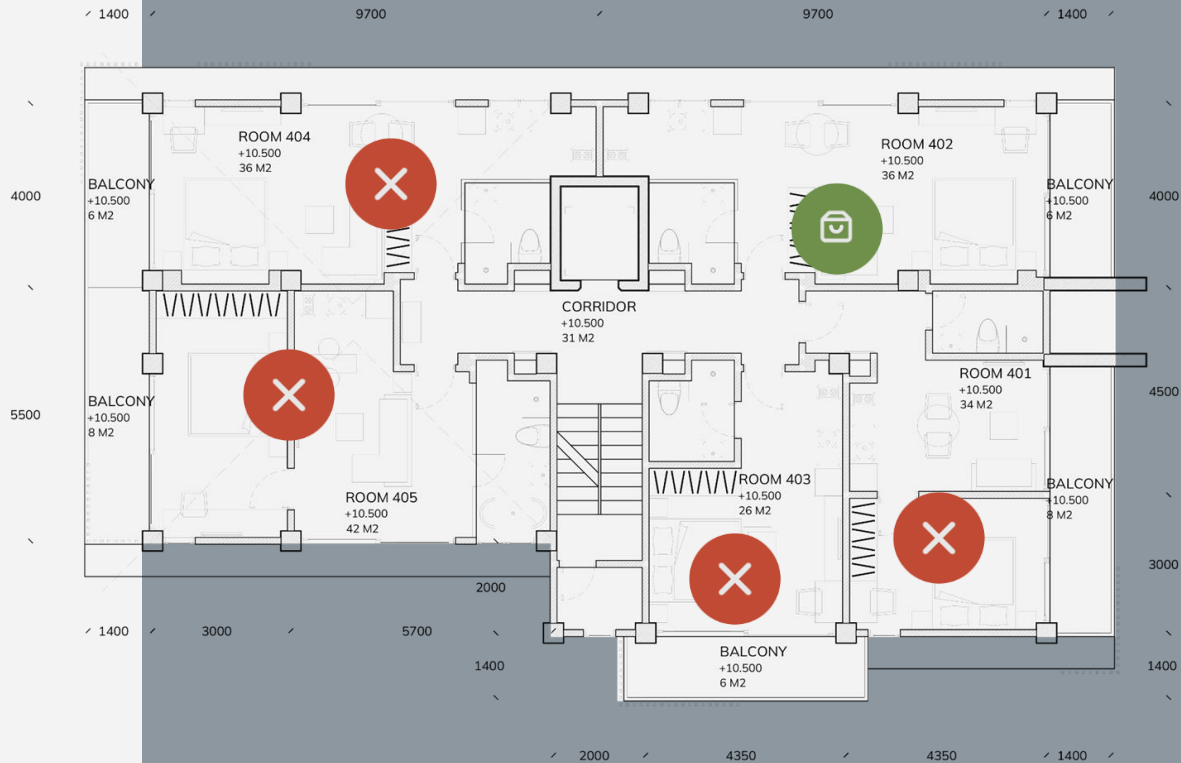 1400
9700
9700
1400
ROOM 404
+10.500
36 M2
ROOM 402
+10.500
36 M2
BALCONY
+10.500
6 M2
BALCONY
+10.500
6 M2
4000
4000
CORRIDOR
+10.500
31 M2
ROOM 401
+10.500
34 M2
BALCONY
+10.500
8 M2
5500
4500
ROOM 405
+10.500
42 M2
ROOM 403
+10.500
26 M2
BALCONY
+10.500
8 M2
3000
2000
1400
3000
5700
1400
BALCONY
+10.500
6 M2
1400
2000
4350
4350
1400